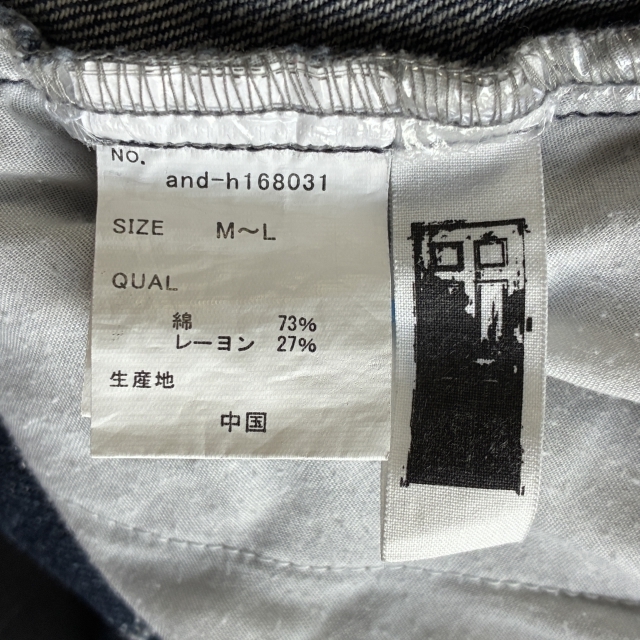 NO.
and-h168031
SIZE M～L
QUAL
綿 73%
レーヨン 27%
生産地
中国